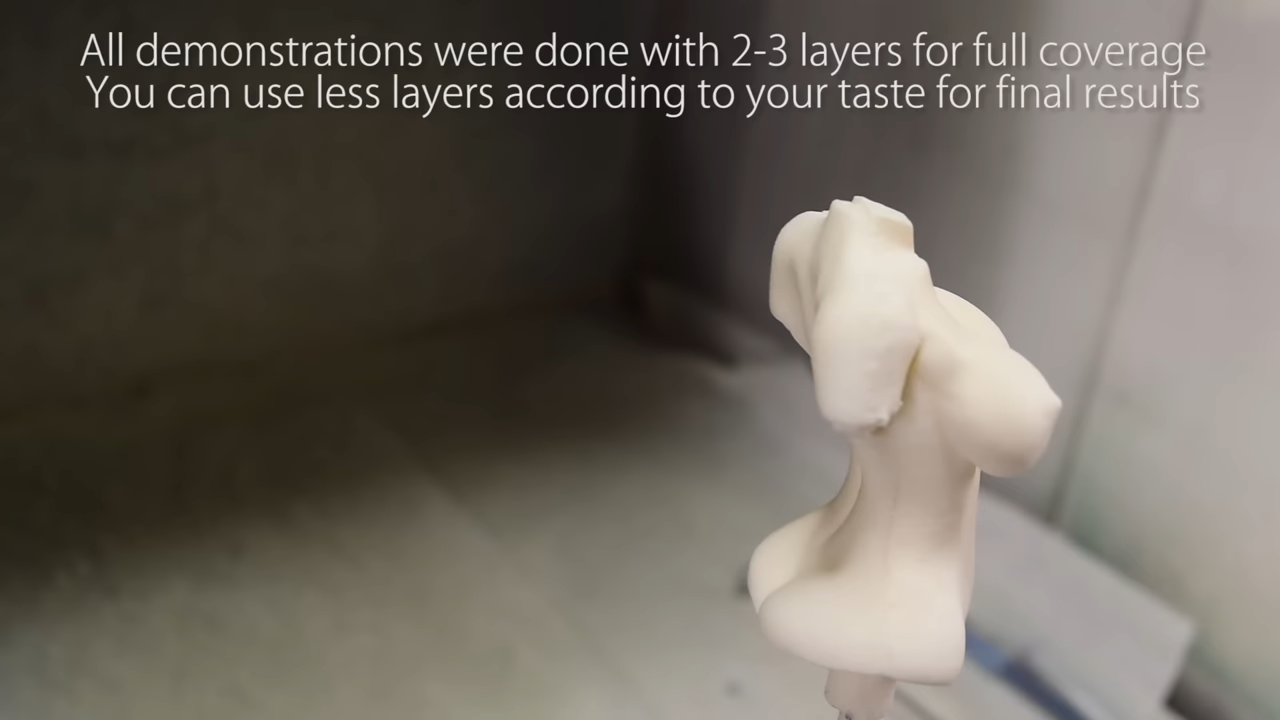 All demonstrations were done with 2-3 layers for full coverage
You can use less layers according to your taste for final results